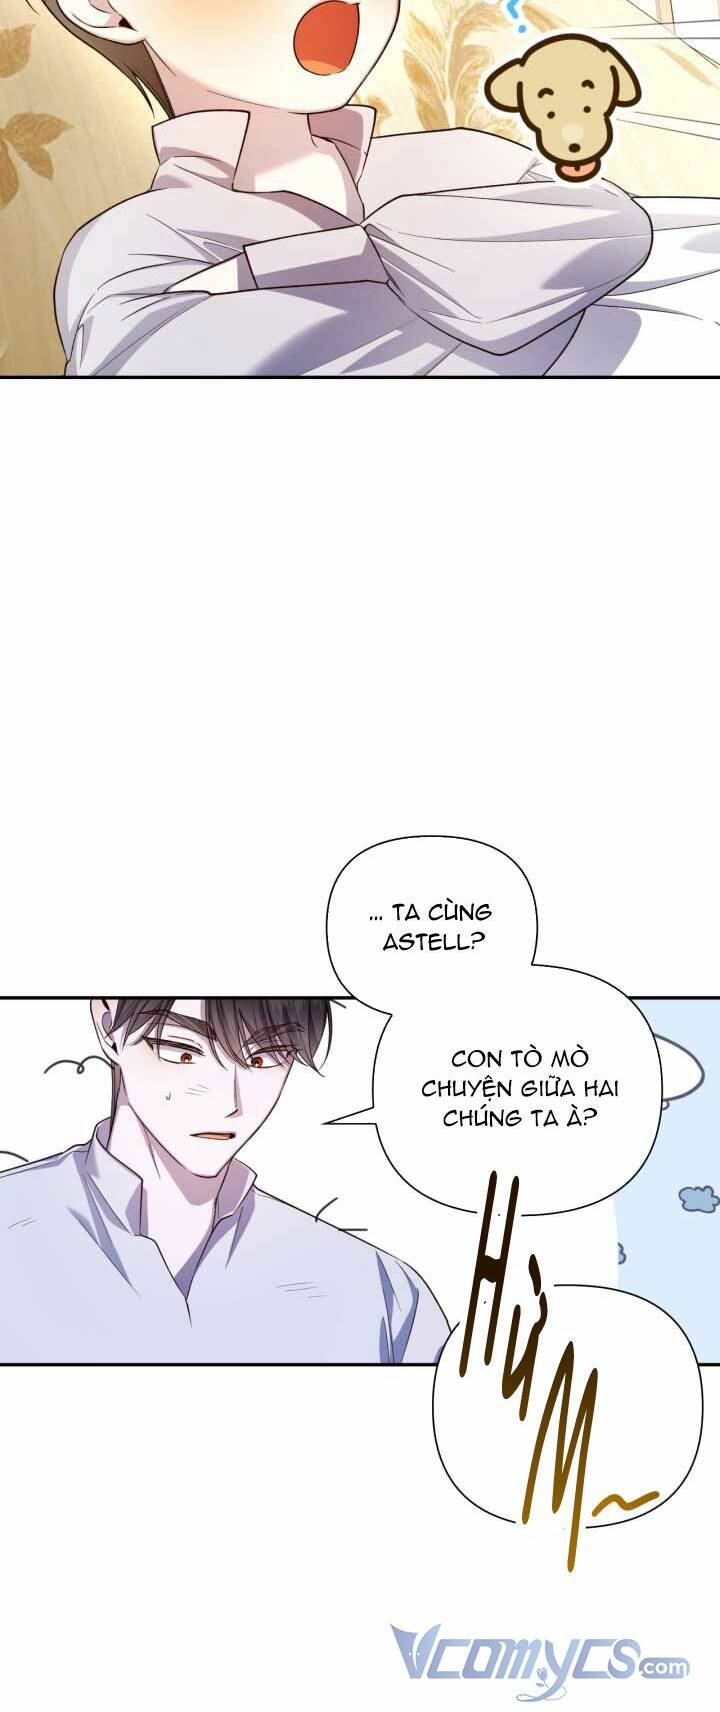 ?
... TA CÙNG
ASTELL?
CON TÒ MÒ
CHUYỆN GIỮA HAI
CHÚNG TA À?
HỪM~
VCOMYCS.com